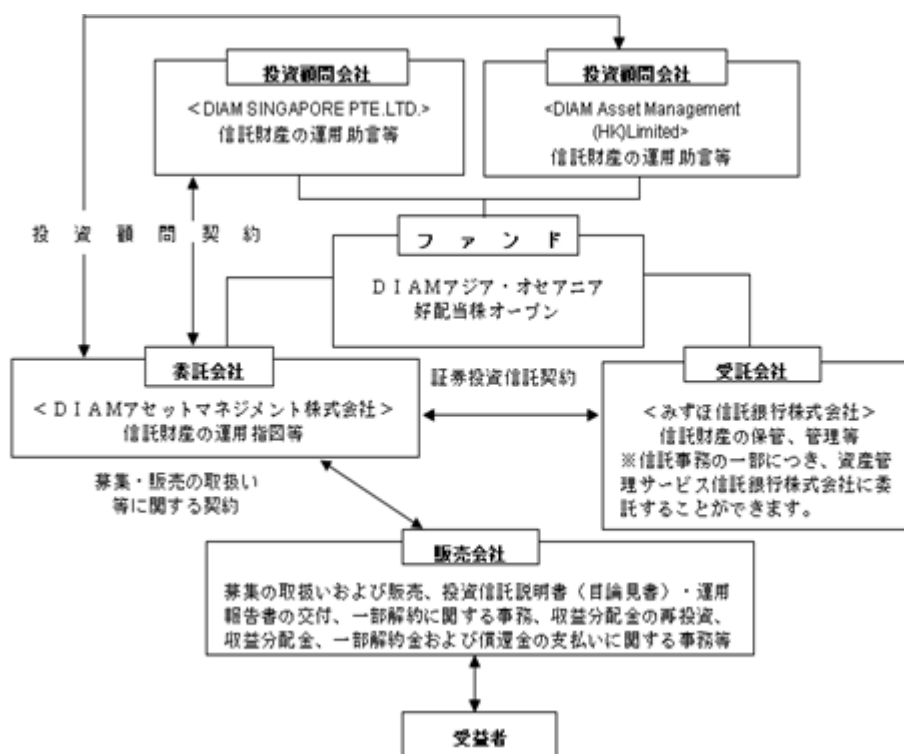 投資顧問会社
＜DIAM SINGAPORE PTE.LTD.＞
信託財産の運用助言等
投資顧問会社
<DIAM Asset Management
(HK)Limited>
信託財産の運用助言等
投資顧問契約
ファンド
ＤＩＡＭアジア・オセアニア
好配当株オープン
委託会社
＜ＤＩＡＭアセットマネジメント株式会社＞
信託財産の運用指図等
証券投資信託契約
受託会社
＜みずほ信託銀行株式会社＞
信託財産の保管、管理等
※信託事務の一部につき、資産管
理サービス信託銀行株式会社に委
託することができます。
募集・販売の取扱い
等に関する契約
販売会社
募集の取扱いおよび販売、投資信託説明書（目論見書）・運用
報告書の交付、一部解約に関する事務、収益分配金の再投資、
収益分配金、一部解約金および償還金の支払いに関する事務等
受益者